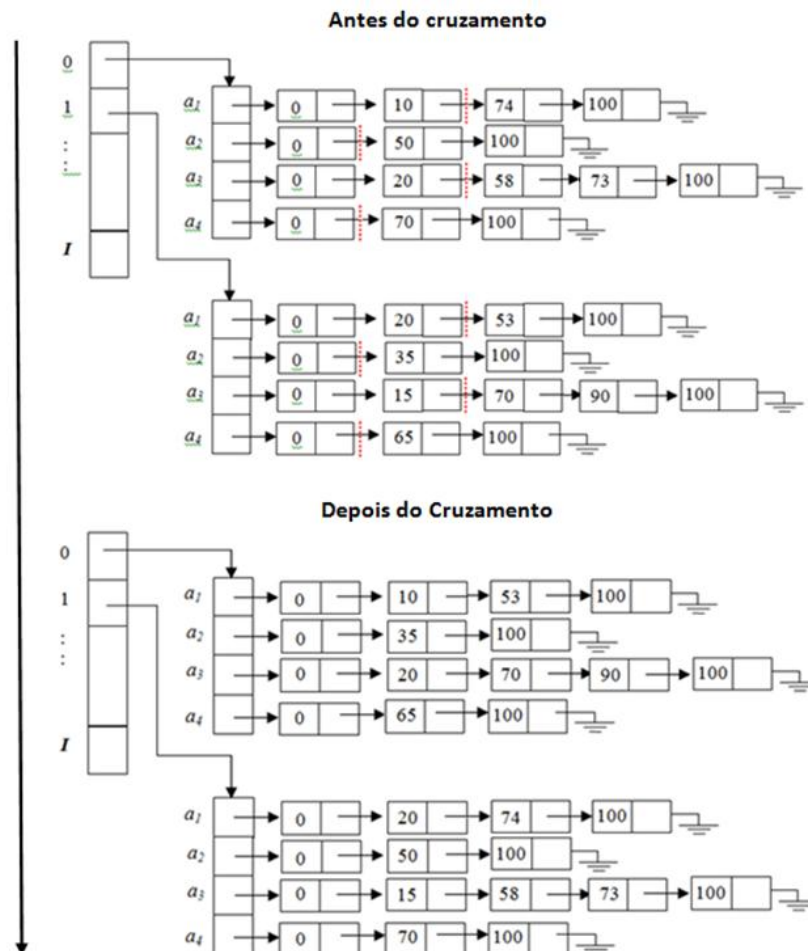 Antes do cruzamento
0
a1 0 10 74 100
1
a2 0 50 100
a3 0 20 58 73 100
a4 0 70 100
I
a1 0 20 53 100
a2 0 35 100
a3 0 15 70 90 100
a4 0 65 100
Depois do Cruzamento
0
a1 0 10 53 100
1
a2 0 35 100
a3 0 20 70 90 100
a4 0 65 100
I
a1 0 20 74 100
a2 0 50 100
a3 0 15 58 73 100
a4 0 70 100